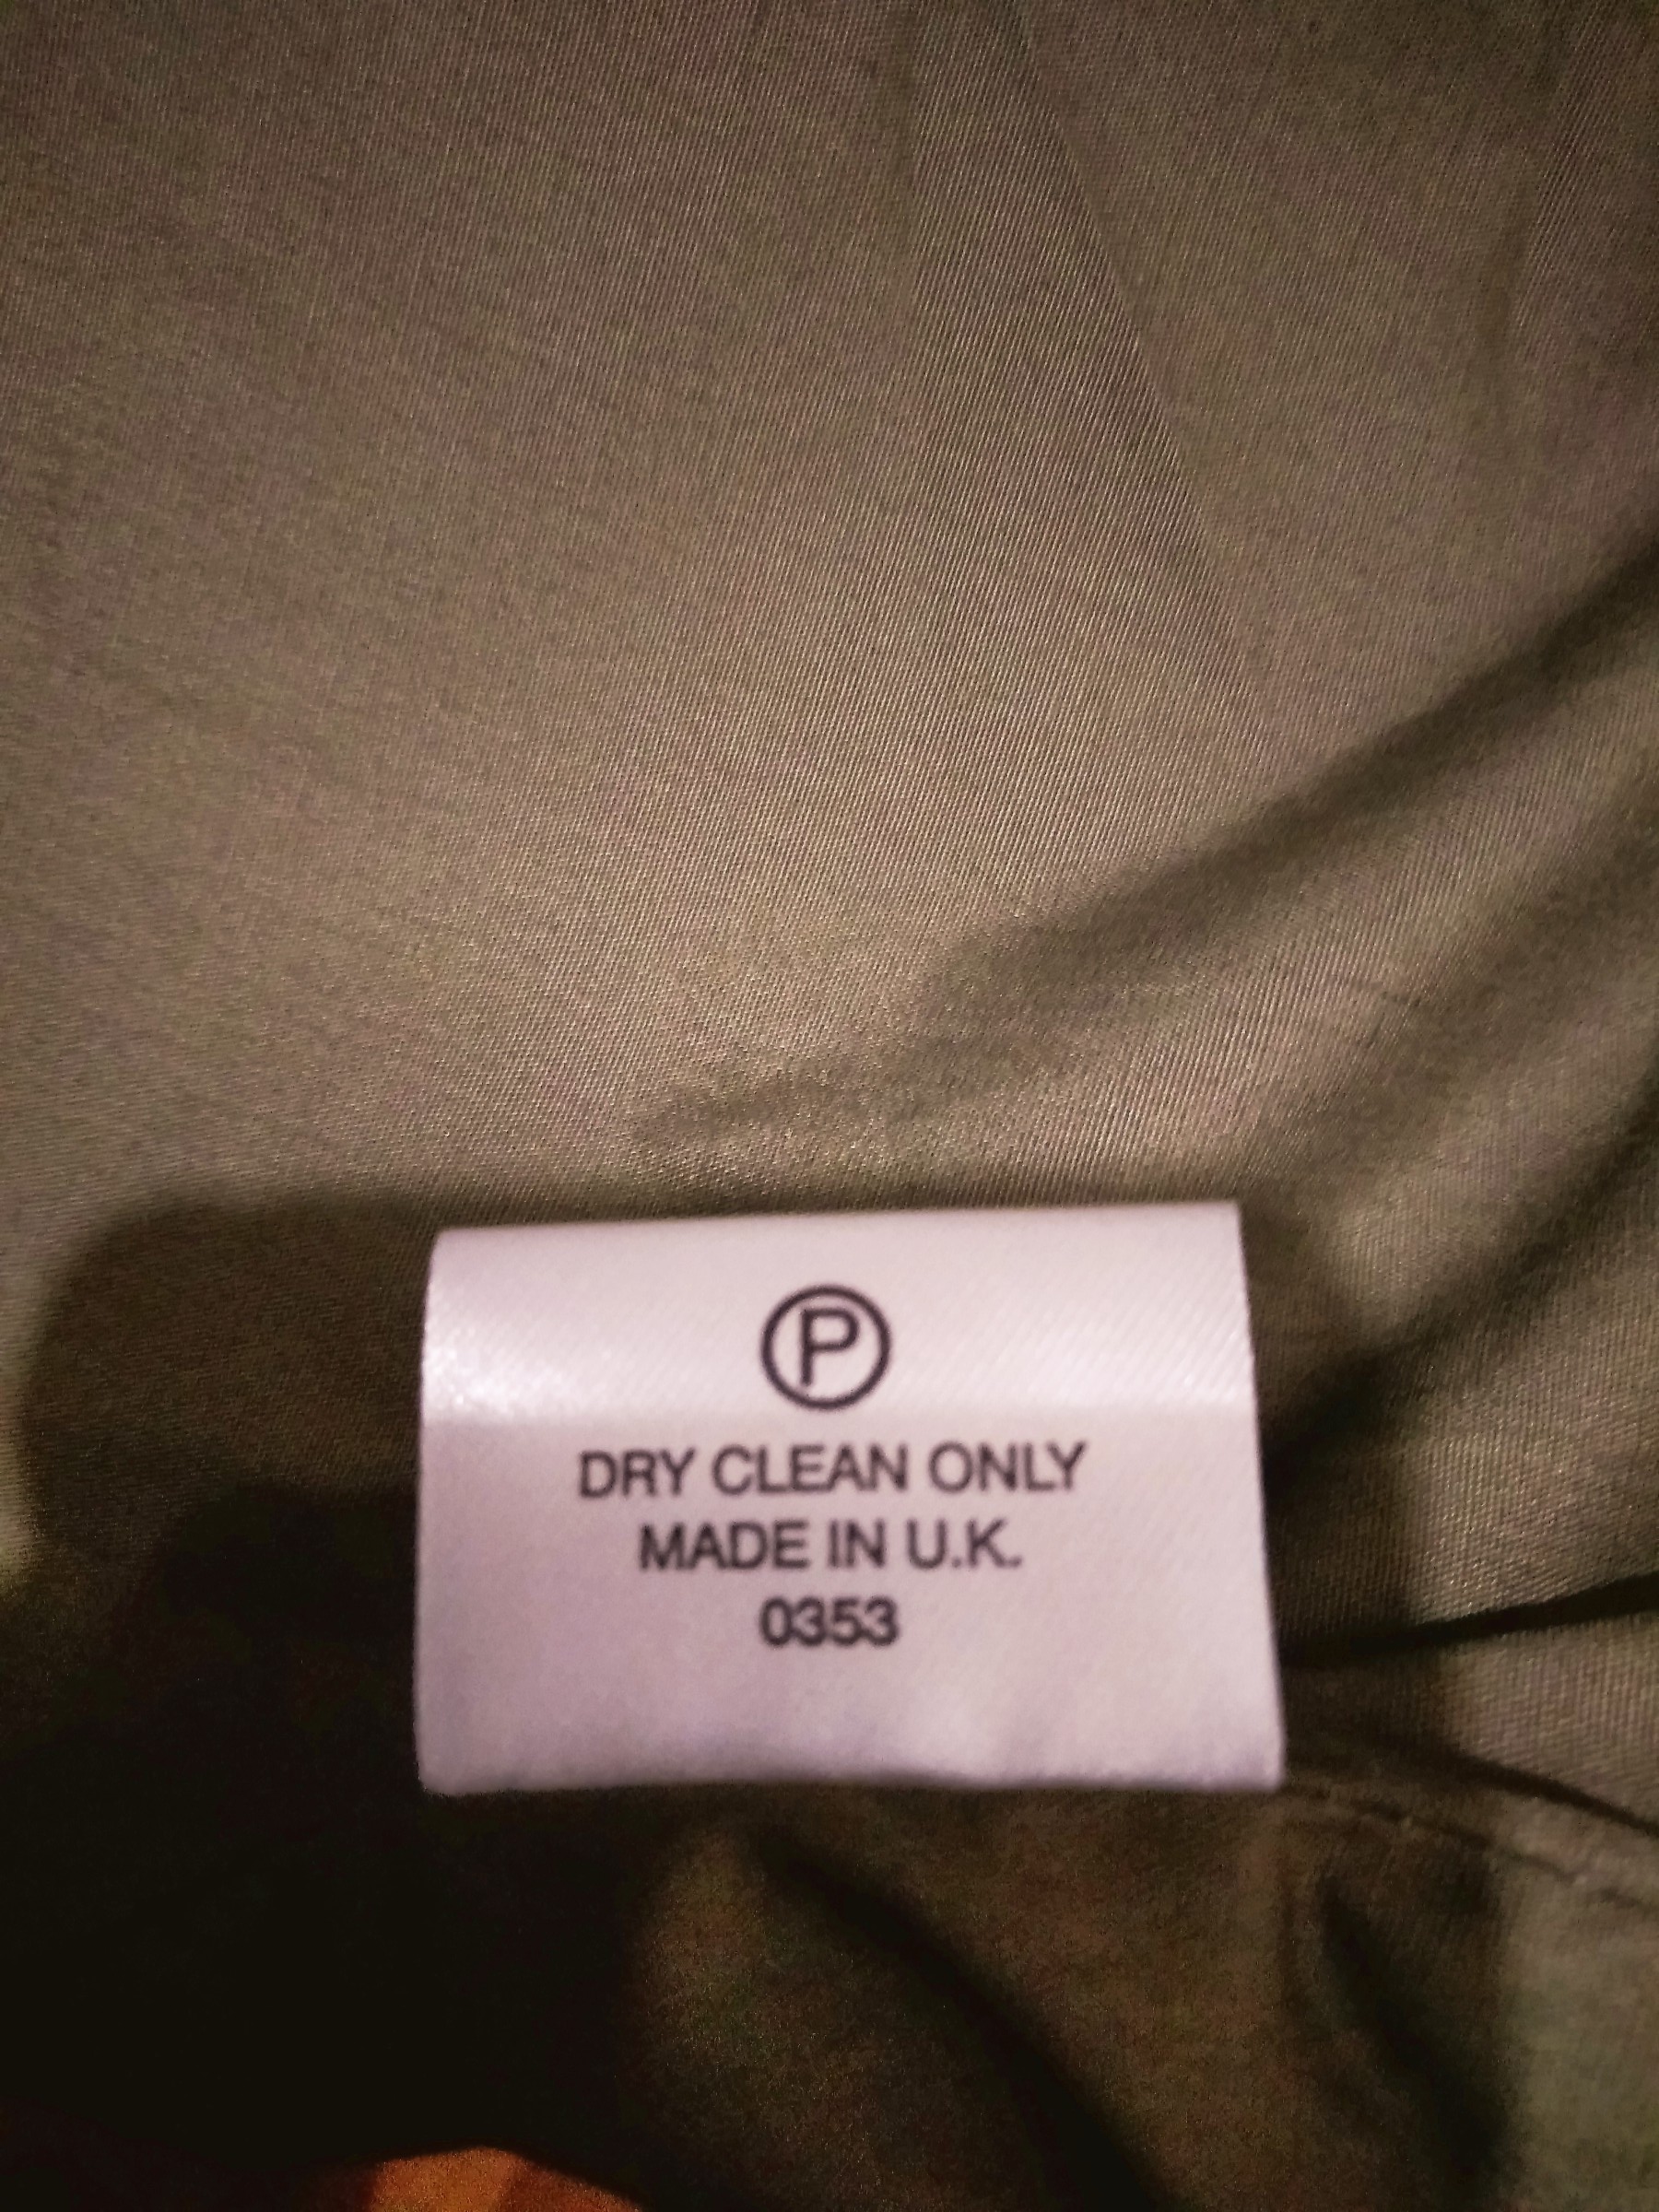 Ⓟ
DRY CLEAN ONLY
MADE IN U.K.
0353